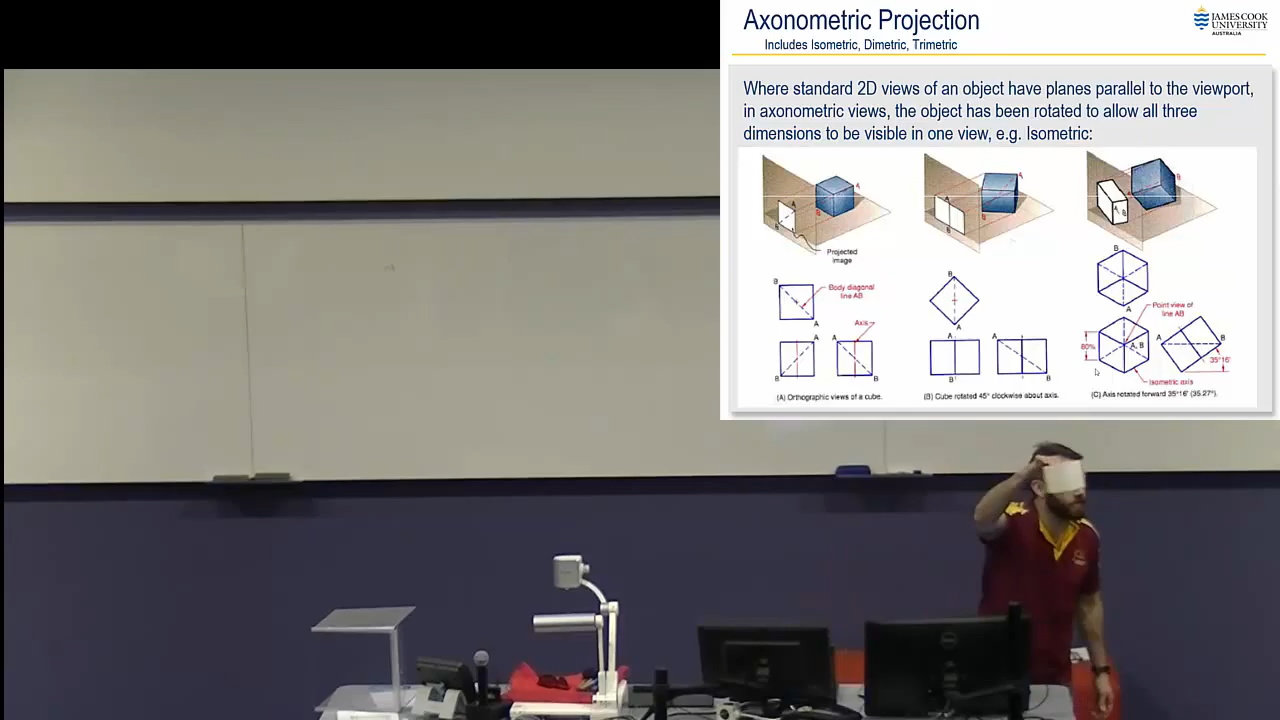 Axonometric Projection
Includes Isometric, Dimetric, Trimetric
JAMES COOK
UNIVERSITY
AUSTRALIA
Where standard 2D views of an object have planes parallel to the viewport,
in axonometric views, the object has been rotated to allow all three
dimensions to be visible in one view, e.g. Isometric:
A
B
A
B
Projected
image
B
Body diagonal
line AB
A
Axis
A
B
B
A
B
A
B
B
A
A
B
A
B
A, B
B
B
A
Point view of
line AB
A, B
A
B
80%
35°16'
Isometric axis
(A) Orthographic views of a cube.
(B) Cube rotated 45° clockwise about axis.
(C) Axis rotated forward 35°16' (35.27°).